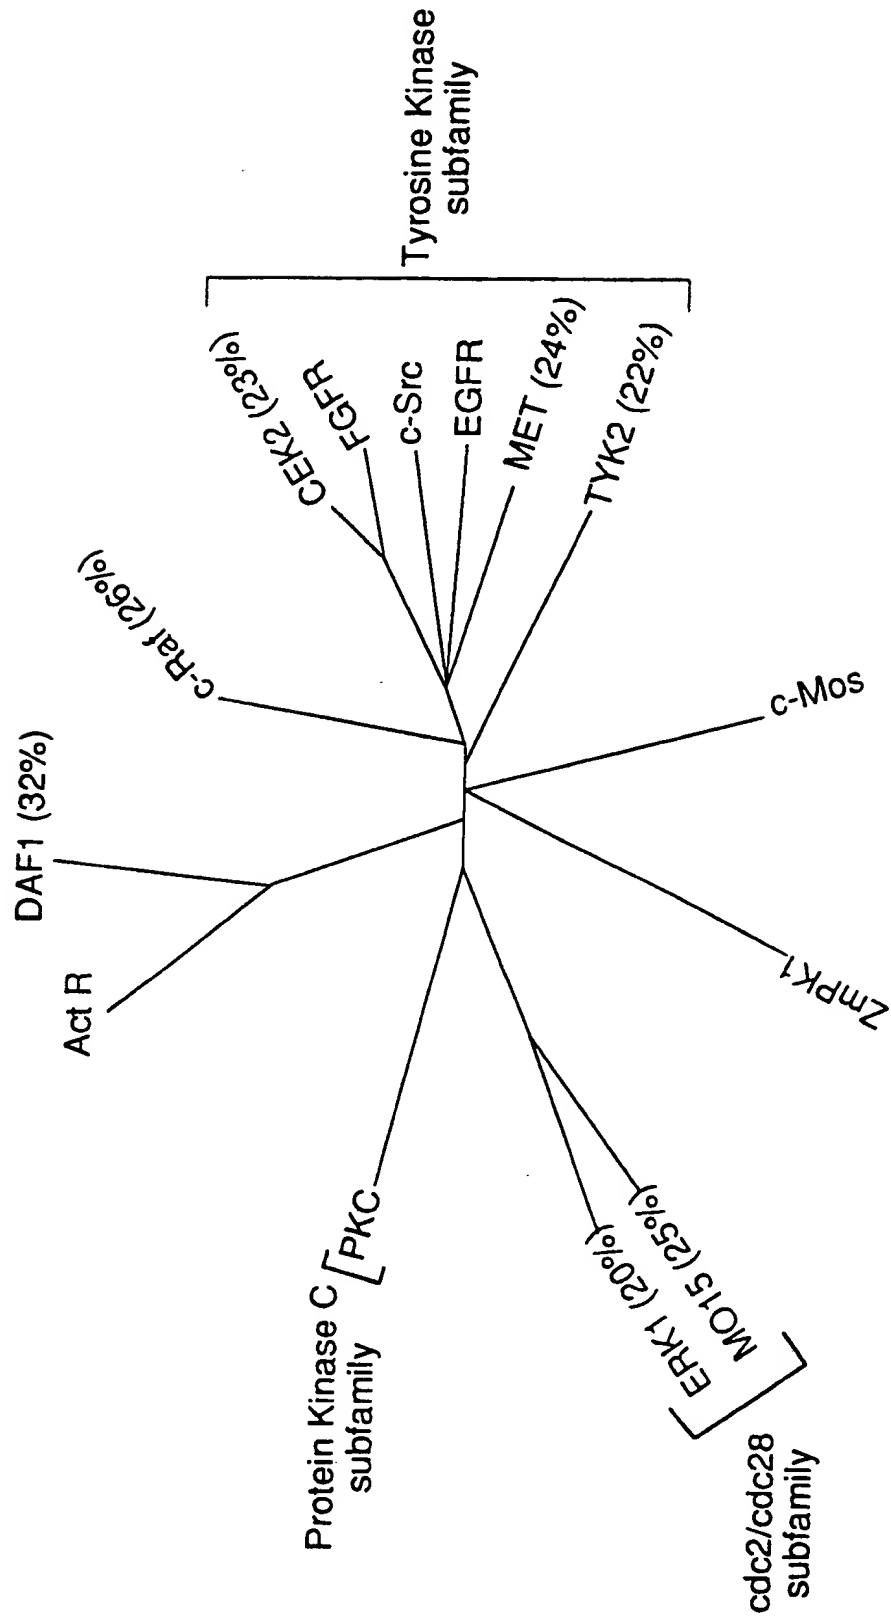 DAF1 (32%)
Act R
c-Raf (26%)
CEK2 (23%)
FGFR
c-Src
EGFR
MET (24%)
TYK2 (22%)
Tyrosine Kinase
subfamily
c-Mos
ZmPK1
Protein Kinase C
subfamily
PKC
ERK1 (20%)
MO15 (25%)
cdc2/cdc28
subfamily